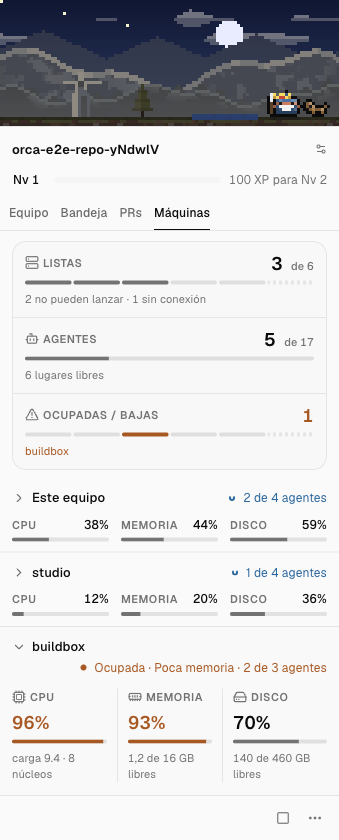 orca-e2e-repo-yNdwlV
Nv 1 100 XP para Nv 2
Equipo Bandeja PRs Máquinas
LISTAS 3 de 6
2 no pueden lanzar · 1 sin conexión
AGENTES 5 de 17
6 lugares libres
OCUPADAS / BAJAS 1
buildbox
Este equipo 2 de 4 agentes
CPU 38% MEMORIA 44% DISCO 59%
studio 1 de 4 agentes
CPU 12% MEMORIA 20% DISCO 36%
buildbox
Ocupada · Poca memoria · 2 de 3 agentes
CPU MEMORIA DISCO
96% 93% 70%
carga 9.4 · 8 1,2 de 16 GB 140 de 460 GB
núcleos libres libres